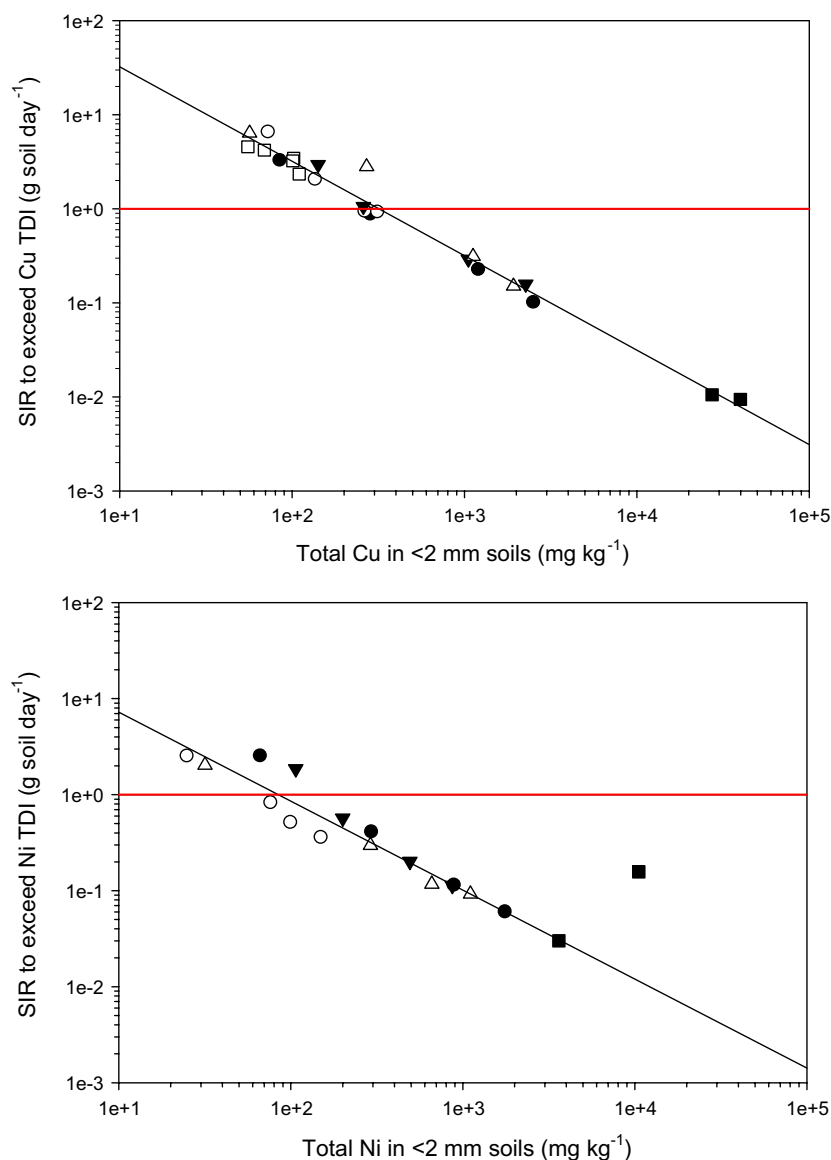 1e+2
1e+1
1e+0
1e-1
1e-2
1e-3
SIR to exceed Cu TDI (g soil day⁻¹)
1e+1 1e+2 1e+3 1e+4 1e+5
Total Cu in <2 mm soils (mg kg⁻¹)
1e+2
1e+1
1e+0
1e-1
1e-2
1e-3
SIR to exceed Ni TDI (g soil day⁻¹)
1e+1 1e+2 1e+3 1e+4 1e+5
Total Ni in <2 mm soils (mg kg⁻¹)